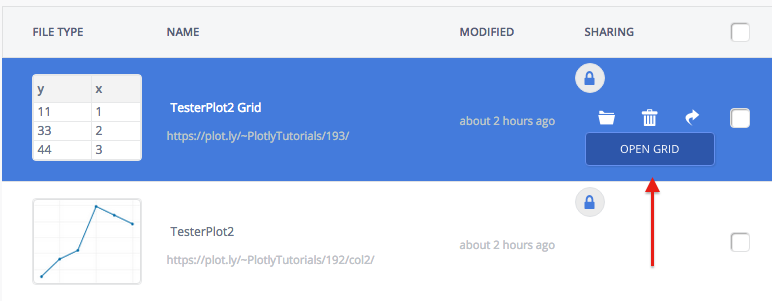 FILE TYPE NAME MODIFIED SHARING
y x
11 1
33 2
44 3
TesterPlot2 Grid
https://plot.ly/~PlotlyTutorials/193/
about 2 hours ago
OPEN GRID
TesterPlot2
https://plot.ly/~PlotlyTutorials/192/col2/
about 2 hours ago